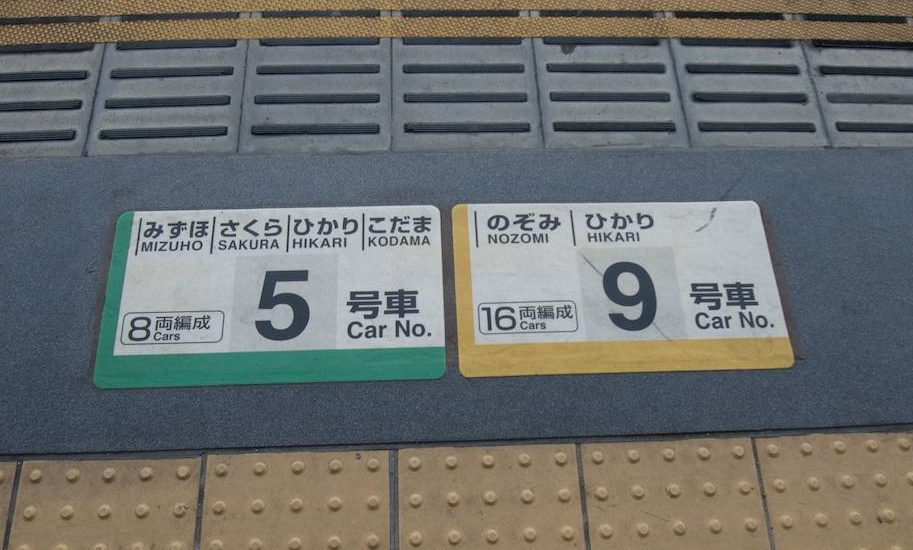 みずほ さくら ひかり こだま
MIZUHO SAKURA HIKARI KODAMA
8両編成
Cars
5
号車
Car No.
のぞみ ひかり
NOZOMI HIKARI
16両編成
Cars
9
号車
Car No.